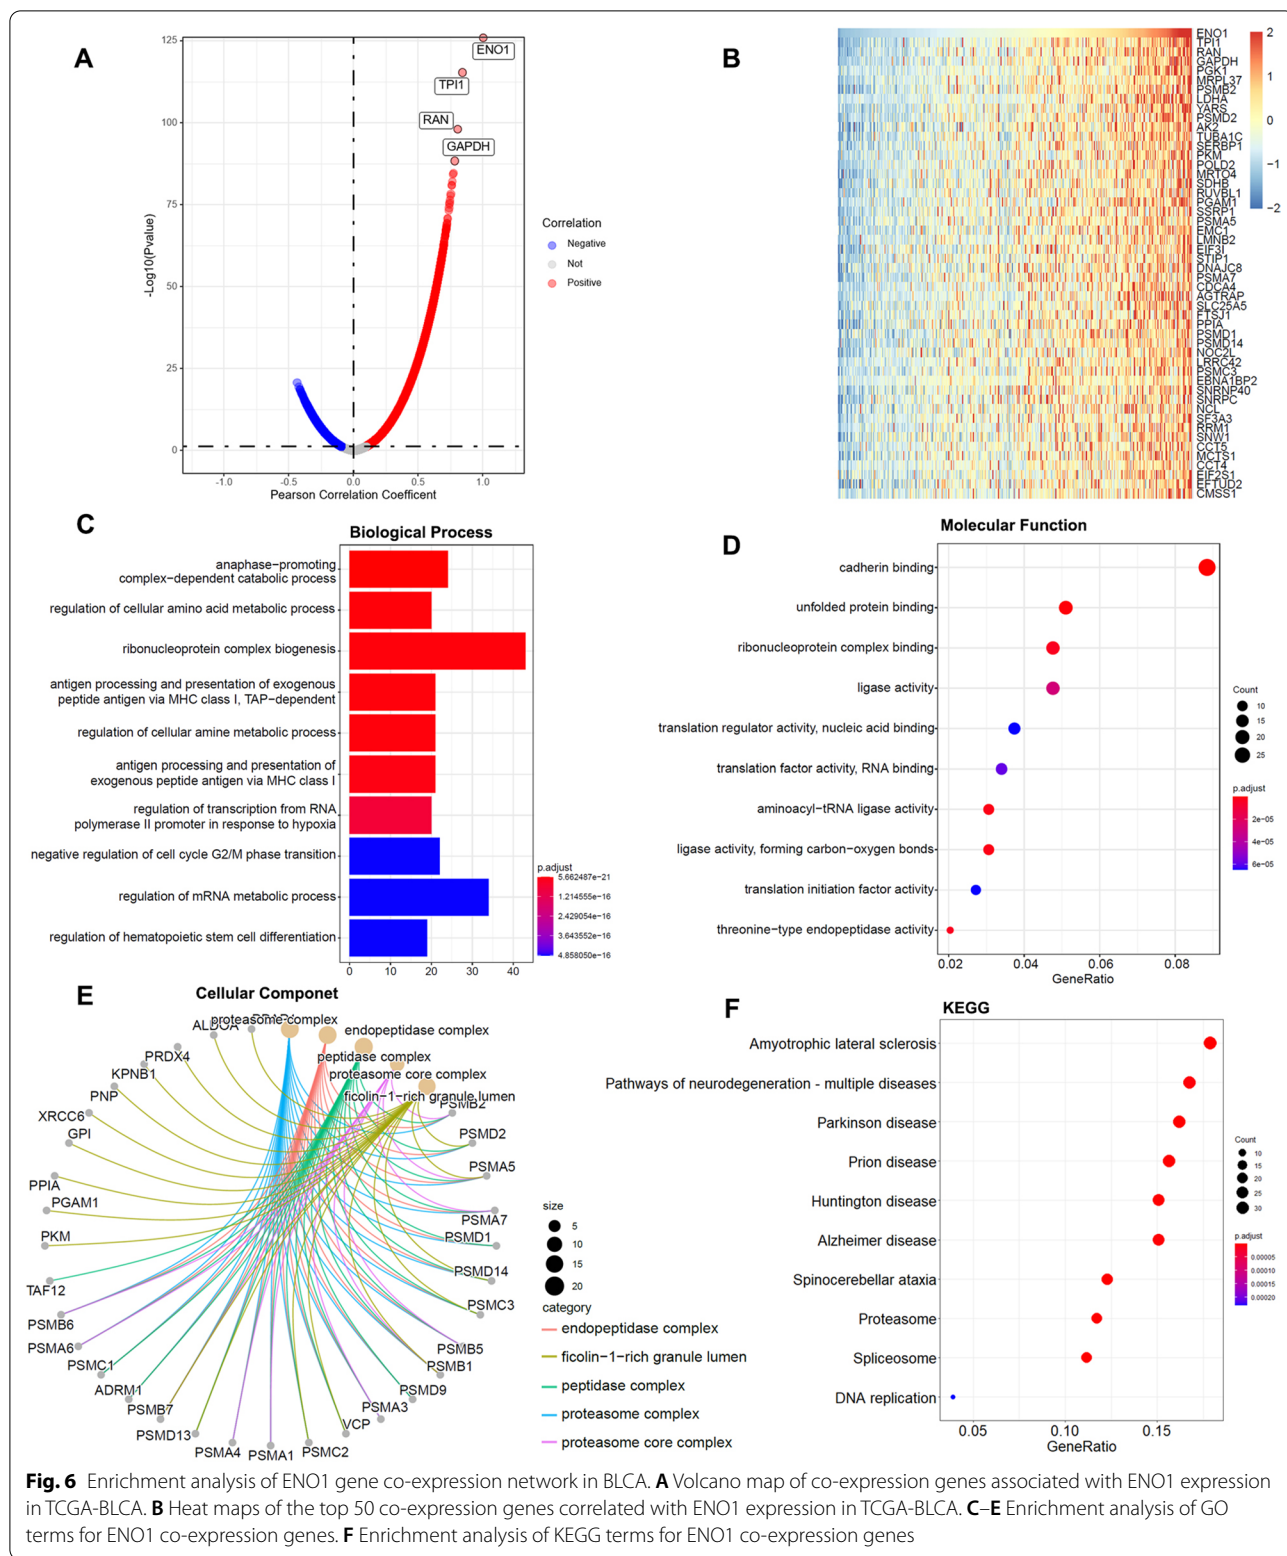 A
125
100
75
50
25
0
-Log10(Pvalue)
ENO1
TPI1
RAN
GAPDH
-1.0
-0.5
0.0
0.5
1.0
Pearson Correlation Coefficent
Correlation
Negative
Not
Positive
B
ENO1
TPI1
RAN
GAPDH
PGK1
MRPL37
PSMB2
LDHA
YARS
PSMD2
AK2
TUBA1C
SERBP1
PKM
POLD2
MRTO4
SDHB
RUVBL1
PGAM1
SSRP1
PSMA5
EMC1
LMNB2
EIF3I
STIP1
DNAJC8
PSMA7
CDCA4
AGTRAP
SLC25A5
FTSJ1
PPIA
PSMD1
PSMD14
NOC2L
LRRC42
PSMC3
EBNA1BP2
SNRNP40
SNRPC
NCL
SF3A3
RRM1
SNW1
CCT5
MCTS1
CCT4
EIF2S1
EFTUD2
CMSS1
2
1
0
−1
−2
C
Biological Process
anaphase−promoting
complex−dependent catabolic process
regulation of cellular amino acid metabolic process
ribonucleoprotein complex biogenesis
antigen processing and presentation of exogenous
peptide antigen via MHC class I, TAP−dependent
regulation of cellular amine metabolic process
antigen processing and presentation of
exogenous peptide antigen via MHC class I
regulation of transcription from RNA
polymerase II promoter in response to hypoxia
negative regulation of cell cycle G2/M phase transition
regulation of mRNA metabolic process
regulation of hematopoietic stem cell differentiation
0
10
20
30
40
p.adjust
5.662487e−21
1.214555e−16
2.429054e−16
3.643552e−16
4.858050e−16
D
Molecular Function
cadherin binding
unfolded protein binding
ribonucleoprotein complex binding
ligase activity
translation regulator activity, nucleic acid binding
translation factor activity, RNA binding
aminoacyl−tRNA ligase activity
ligase activity, forming carbon−oxygen bonds
translation initiation factor activity
threonine−type endopeptidase activity
0.02
0.04
0.06
0.08
GeneRatio
Count
10
15
20
25
p.adjust
2e−05
4e−05
6e−05
E
Cellular Componet
proteasome complex
endopeptidase complex
peptidase complex
proteasome core complex
ficolin−1−rich granule lumen
ALDOA
PRDX4
KPNB1
PNP
XRCC6
GPI
PPIA
PGAM1
PKM
TAF12
PSMB6
PSMA6
PSMC1
ADRM1
PSMB7
PSMD13
PSMA4
PSMA1
PSMC2
VCP
PSMA3
PSMD9
PSMB1
PSMB5
PSMC3
PSMD14
PSMD1
PSMA7
PSMA5
PSMD2
PSMB2
size
5
10
15
20
category
endopeptidase complex
ficolin−1−rich granule lumen
peptidase complex
proteasome complex
proteasome core complex
F
KEGG
Amyotrophic lateral sclerosis
Pathways of neurodegeneration - multiple diseases
Parkinson disease
Prion disease
Huntington disease
Alzheimer disease
Spinocerebellar ataxia
Proteasome
Spliceosome
DNA replication
0.05
0.10
0.15
GeneRatio
Count
10
15
20
25
30
p.adjust
0.00005
0.00010
0.00015
0.00020
Fig. 6 Enrichment analysis of ENO1 gene co-expression network in BLCA. A Volcano map of co-expression genes associated with ENO1 expression
in TCGA-BLCA. B Heat maps of the top 50 co-expression genes correlated with ENO1 expression in TCGA-BLCA. C–E Enrichment analysis of GO
terms for ENO1 co-expression genes. F Enrichment analysis of KEGG terms for ENO1 co-expression genes